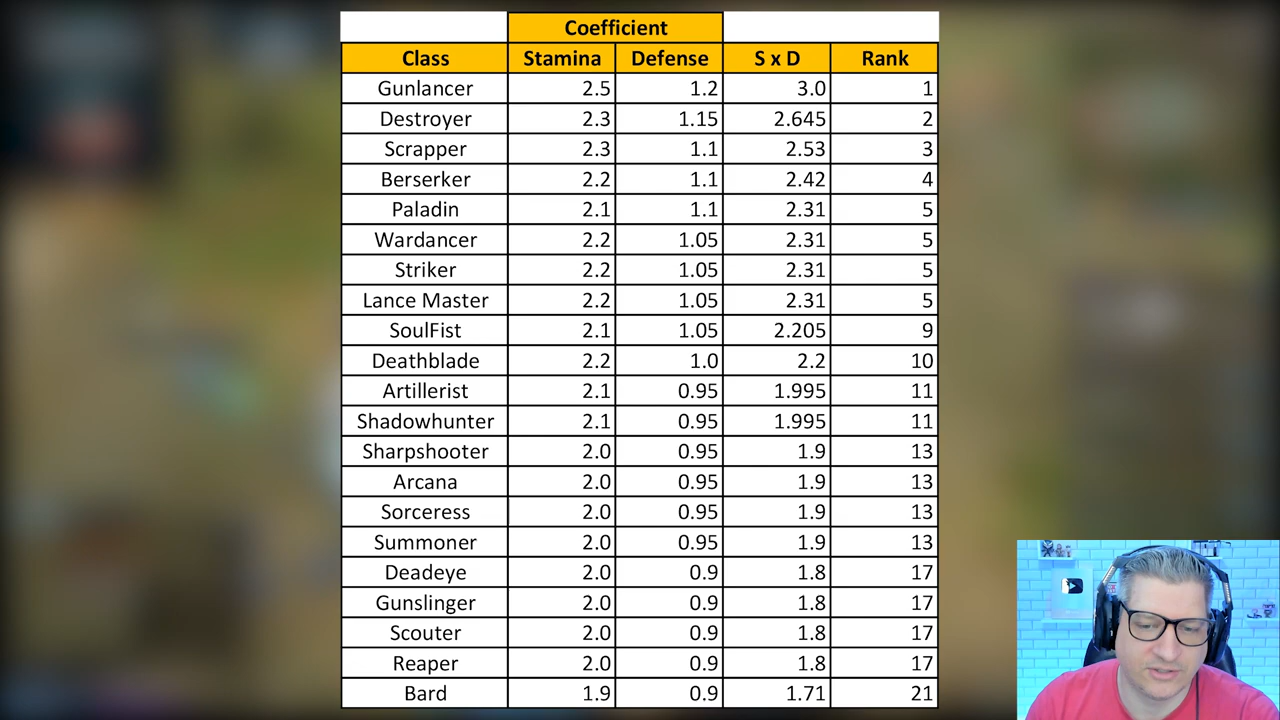 Coefficient
Class Stamina Defense S x D Rank
Gunlancer 2.5 1.2 3.0 1
Destroyer 2.3 1.15 2.645 2
Scrapper 2.3 1.1 2.53 3
Berserker 2.2 1.1 2.42 4
Paladin 2.1 1.1 2.31 5
Wardancer 2.2 1.05 2.31 5
Striker 2.2 1.05 2.31 5
Lance Master 2.2 1.05 2.31 5
SoulFist 2.1 1.05 2.205 9
Deathblade 2.2 1.0 2.2 10
Artillerist 2.1 0.95 1.995 11
Shadowhunter 2.1 0.95 1.995 11
Sharpshooter 2.0 0.95 1.9 13
Arcana 2.0 0.95 1.9 13
Sorceress 2.0 0.95 1.9 13
Summoner 2.0 0.95 1.9 13
Deadeye 2.0 0.9 1.8 17
Gunslinger 2.0 0.9 1.8 17
Scouter 2.0 0.9 1.8 17
Reaper 2.0 0.9 1.8 17
Bard 1.9 0.9 1.71 21